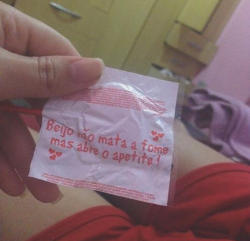 Beijo não mata a fome
mas abre o apetite!